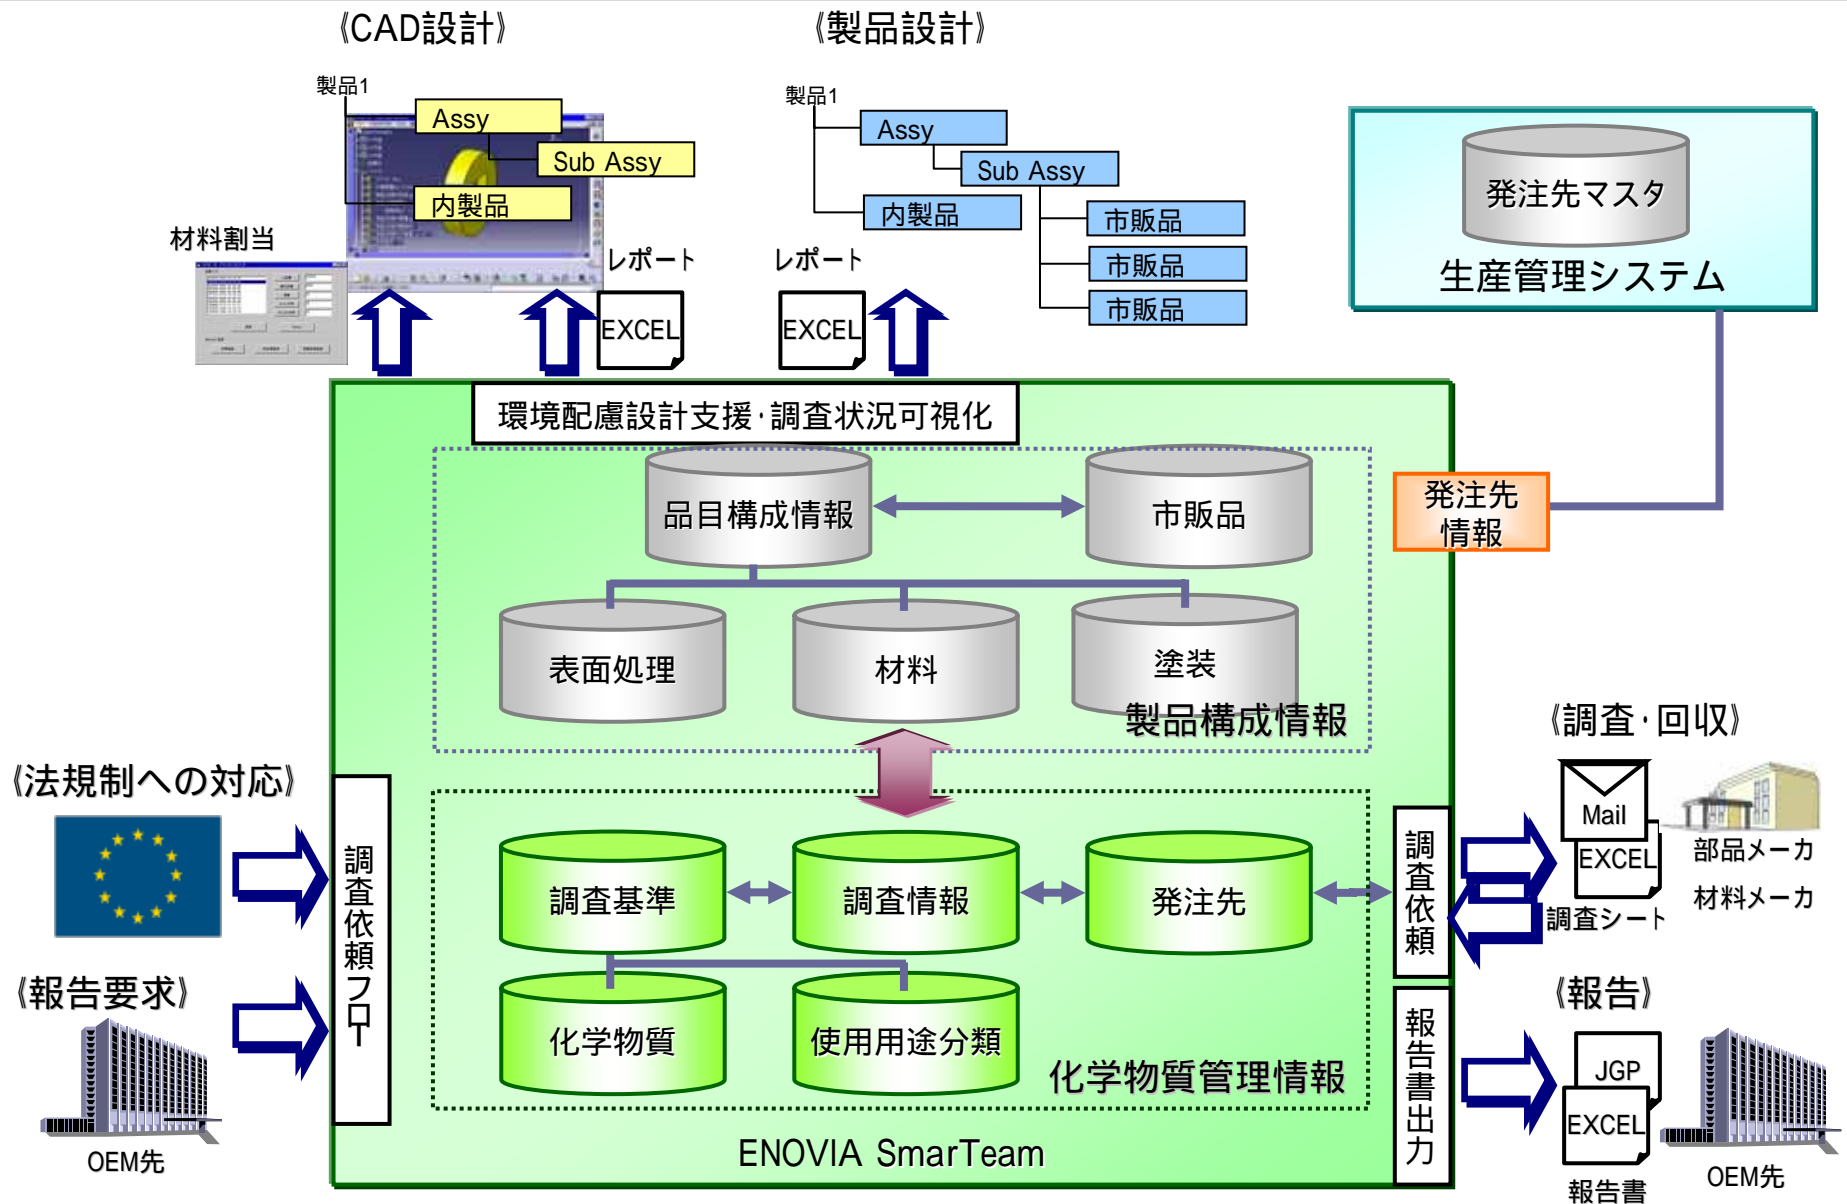 《CAD設計》
《製品設計》
製品1
Assy
Sub Assy
内製品
材料割当
レポート
EXCEL
製品1
Assy
Sub Assy
内製品
市販品
市販品
市販品
レポート
EXCEL
発注先マスタ
生産管理システム
環境配慮設計支援・調査状況可視化
品目構成情報
市販品
発注先
情報
表面処理
材料
塗装
製品構成情報
《法規制への対応》
《報告要求》
OEM先
調査依頼フロー
調査基準
調査情報
発注先
化学物質
使用用途分類
化学物質管理情報
ENOVIA SmarTeam
調査依頼
報告書出力
《調査・回収》
Mail
EXCEL
調査シート
部品メーカ
材料メーカ
《報告》
JGP
EXCEL
報告書
OEM先